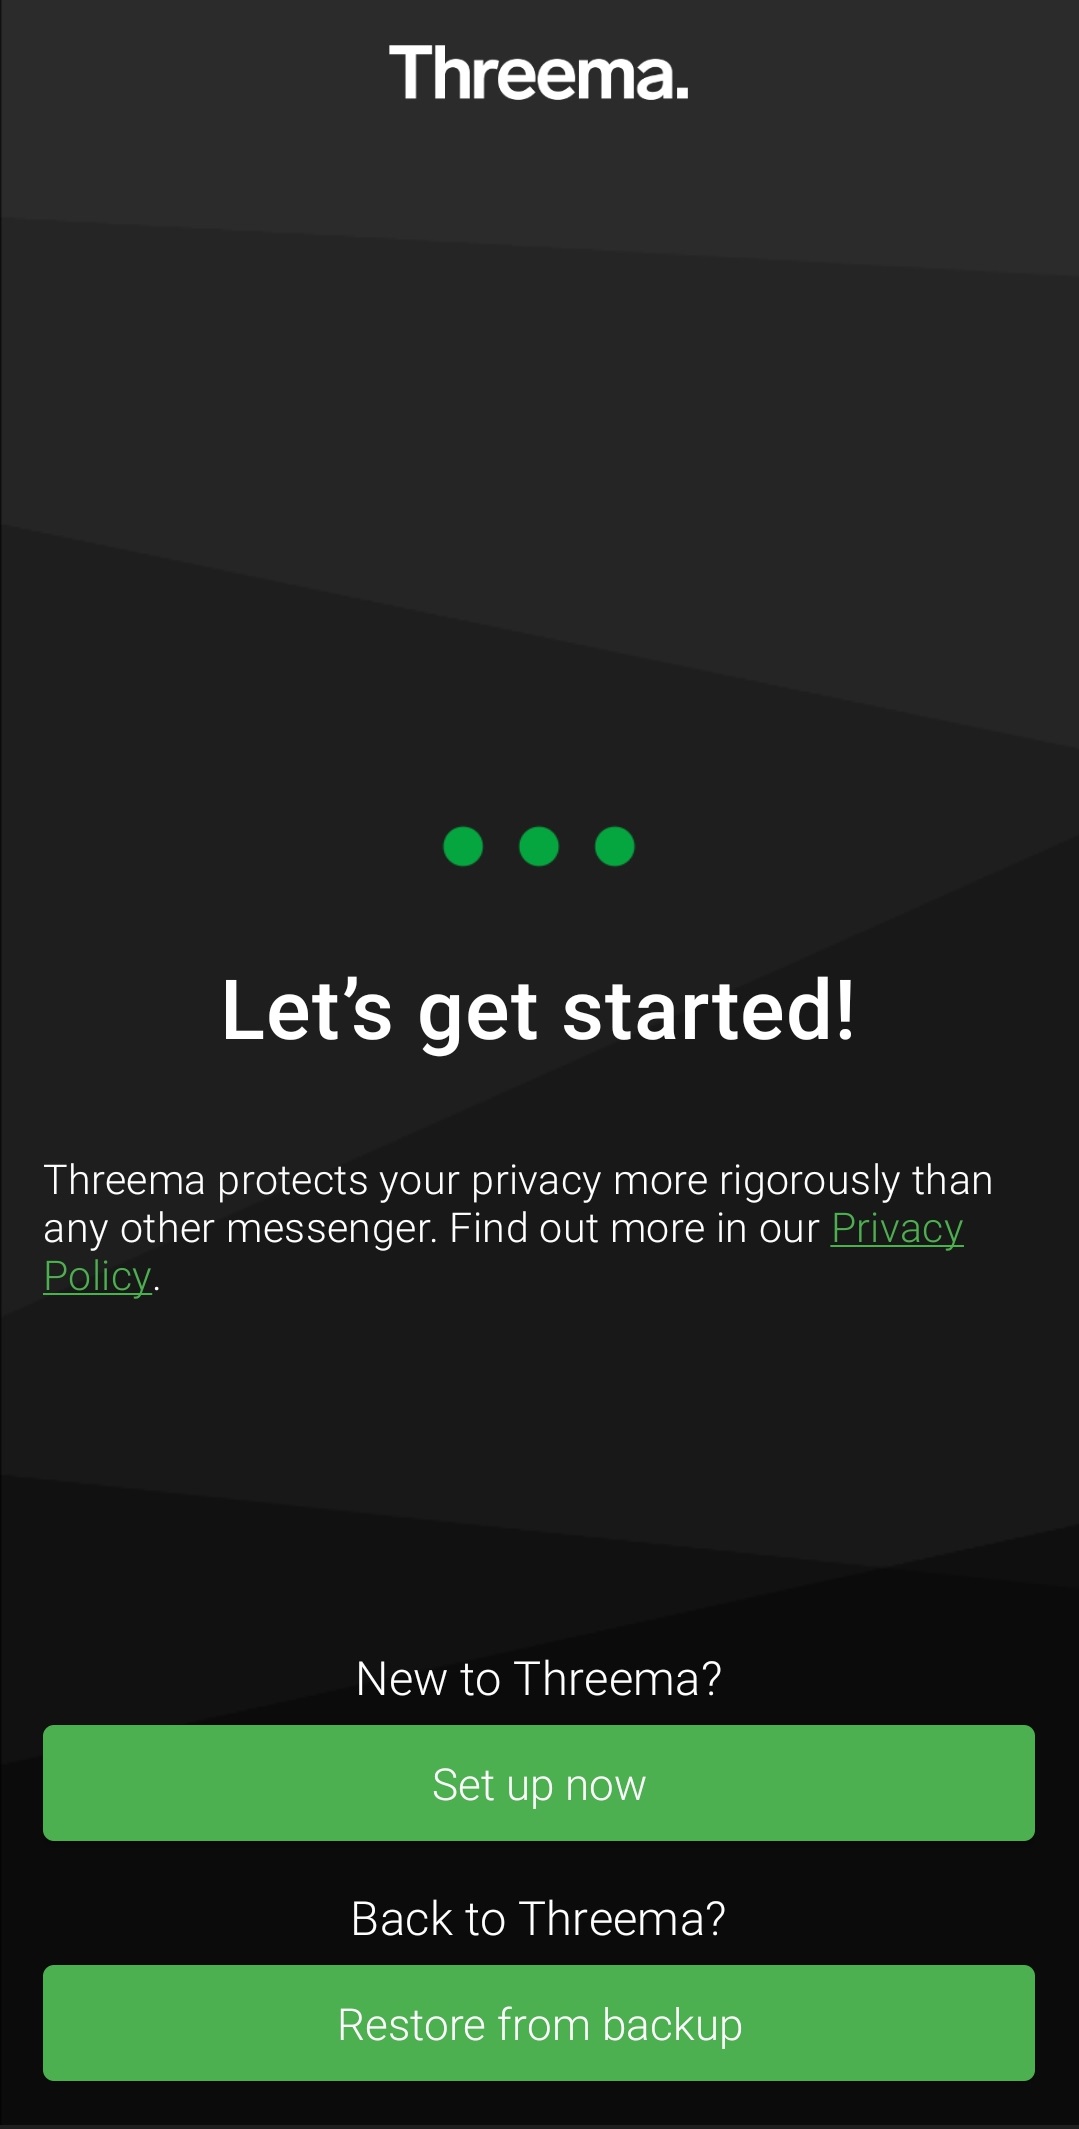 Threema.
Let’s get started!
Threema protects your privacy more rigorously than
any other messenger. Find out more in our Privacy
Policy.
New to Threema?
Set up now
Back to Threema?
Restore from backup